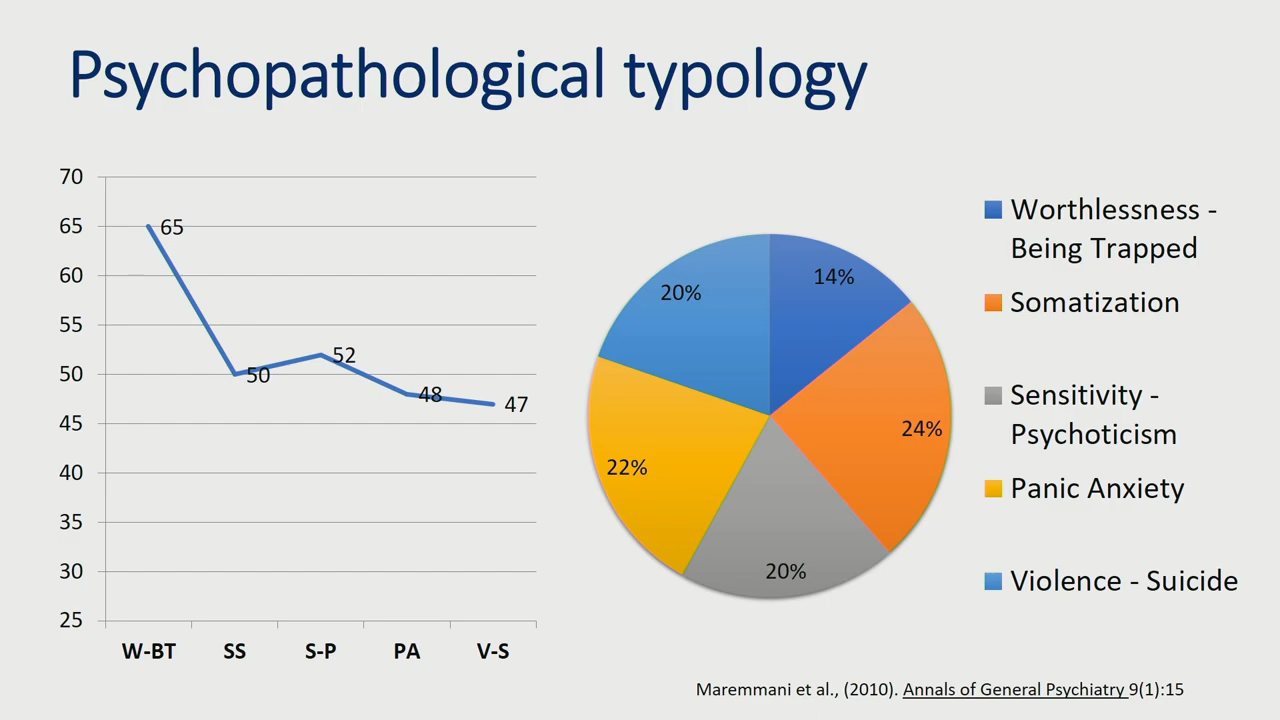 Psychopathological typology
70
65
60
55
50
45
40
35
30
25
65
50
52
48
47
W-BT
SS
S-P
PA
V-S
14%
24%
20%
22%
20%
Worthlessness -
Being Trapped
Somatization
Sensitivity -
Psychoticism
Panic Anxiety
Violence - Suicide
Maremmani et al., (2010). Annals of General Psychiatry 9(1):15